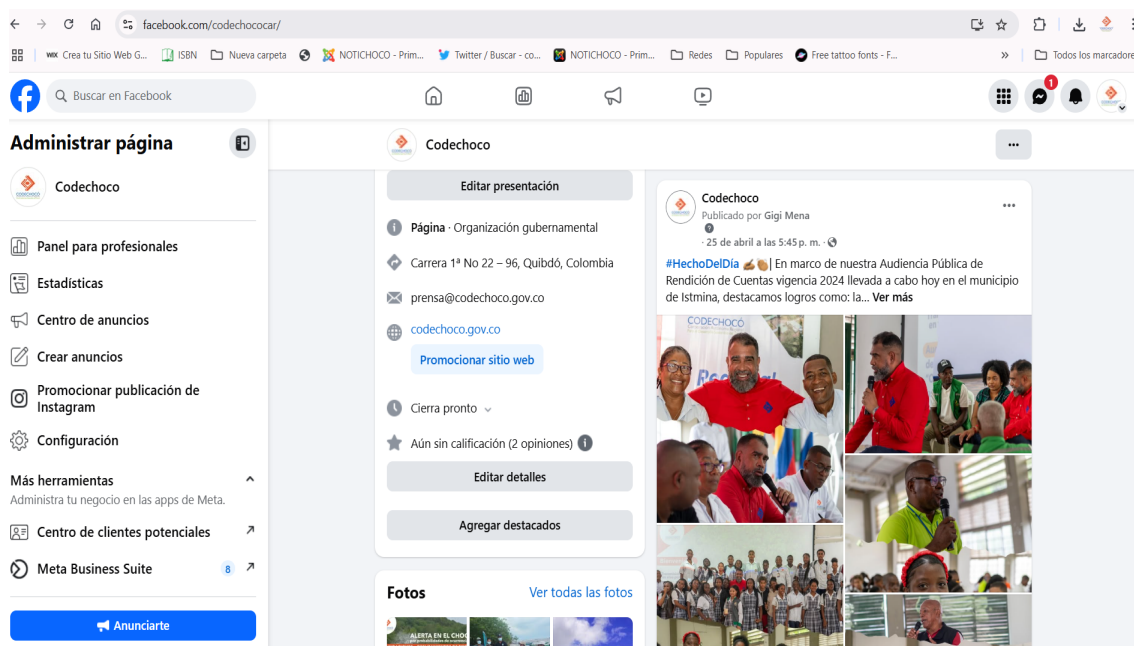 facebook.com/codechococar/
WIX Crea tu Sitio Web G... ISBN Nueva carpeta NOTICHOCO - Prim... Twitter / Buscar - co... NOTICHOCO - Prim... Redes Populares Free tattoo fonts - F... » Todos los marcadore
Buscar en Facebook
1
Administrar página
Codechoco
Panel para profesionales
Estadísticas
Centro de anuncios
Crear anuncios
Promocionar publicación de
Instagram
Configuración
Más herramientas
Administra tu negocio en las apps de Meta.
Centro de clientes potenciales
Meta Business Suite 8
Anunciarte
Codechoco
Editar presentación
Página · Organización gubernamental
Carrera 1ª No 22 – 96, Quibdó, Colombia
prensa@codechoco.gov.co
codechoco.gov.co
Promocionar sitio web
Cierra pronto
Aún sin calificación (2 opiniones)
Editar detalles
Agregar destacados
Fotos Ver todas las fotos
ALERTA EN EL CHOC
Codechoco
Publicado por Gigi Mena
· 25 de abril a las 5:45 p. m. ·
#HechoDelDía ✍🏽👏🏽| En marco de nuestra Audiencia Pública de
Rendición de Cuentas vigencia 2024 llevada a cabo hoy en el municipio
de Istmina, destacamos logros como: la... Ver más
CODECHOCÓ